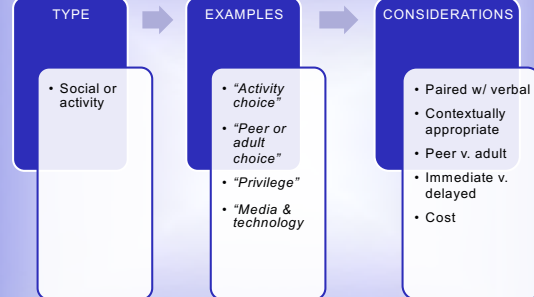 TYPE
• Social or
activity
EXAMPLES
• “Activity
choice”
• “Peer or
adult
choice”
• “Privilege”
• “Media &
technology
CONSIDERATIONS
• Paired w/ verbal
• Contextually
appropriate
• Peer v. adult
• Immediate v.
delayed
• Cost